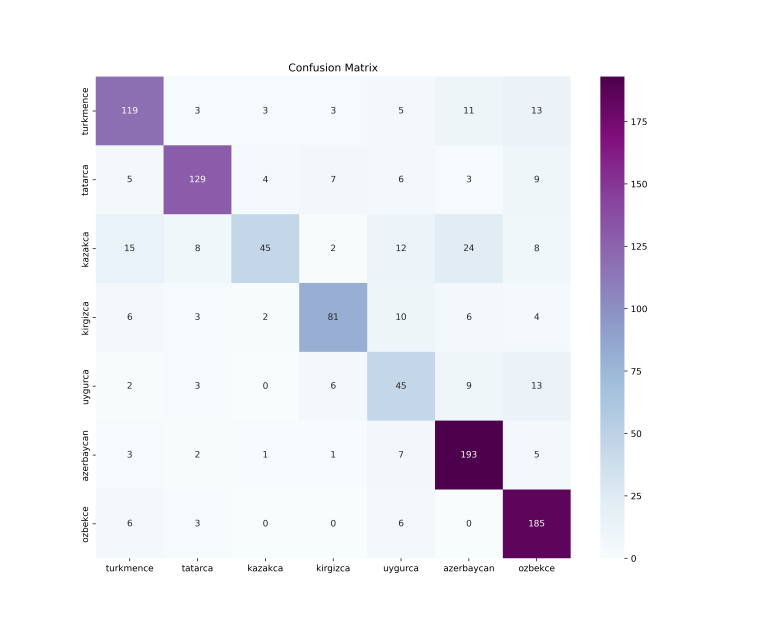 Confusion Matrix
turkmence 119 3 3 3 5 11 13
tatarca 5 129 4 7 6 3 9
kazakca 15 8 45 2 12 24 8
kirgizca 6 3 2 81 10 6 4
uygurca 2 3 0 6 45 9 13
azerbaycan 3 2 1 1 7 193 5
ozbekce 6 3 0 0 6 0 185
turkmence tatarca kazakca kirgizca uygurca azerbaycan ozbekce
175
150
125
100
75
50
25
0